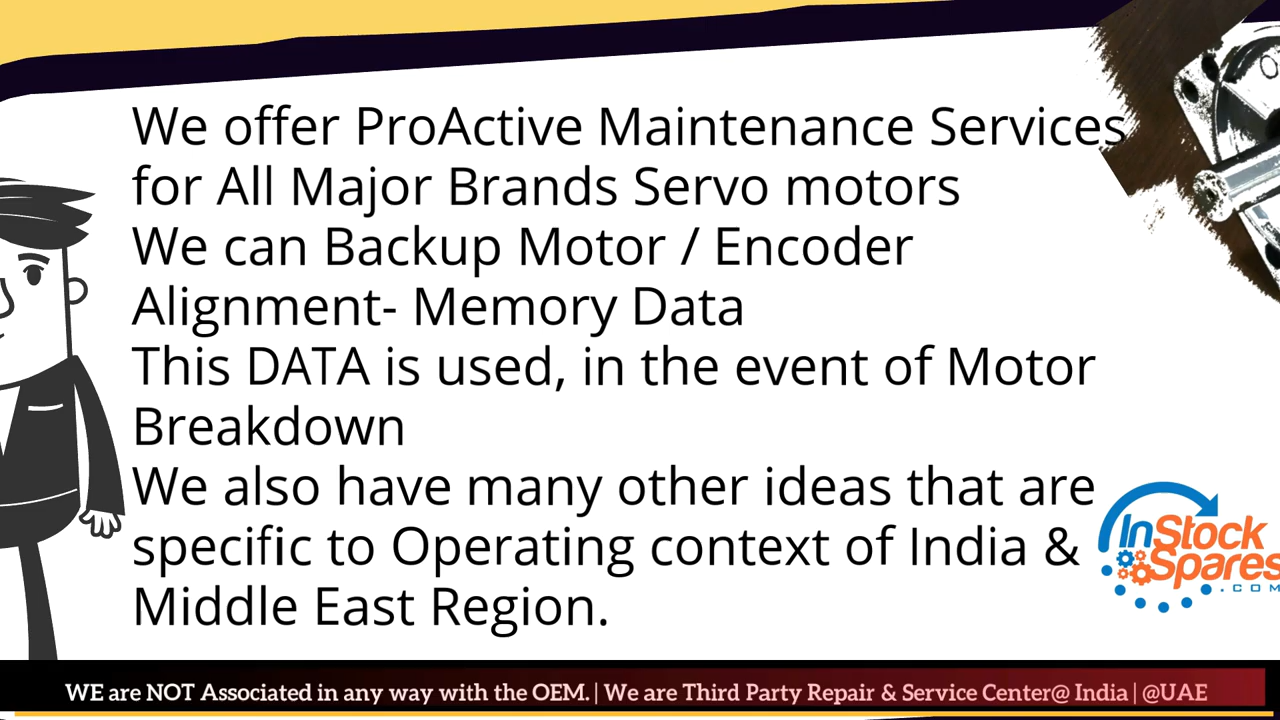 We offer ProActive Maintenance Services
for All Major Brands Servo motors
We can Backup Motor / Encoder
Alignment- Memory Data
This DATA is used, in the event of Motor
Breakdown
We also have many other ideas that are
specific to Operating context of India &
Middle East Region.
InStock
Spares
.COM
WE are NOT Associated in any way with the OEM. | We are Third Party Repair & Service Center@ India | @UAE